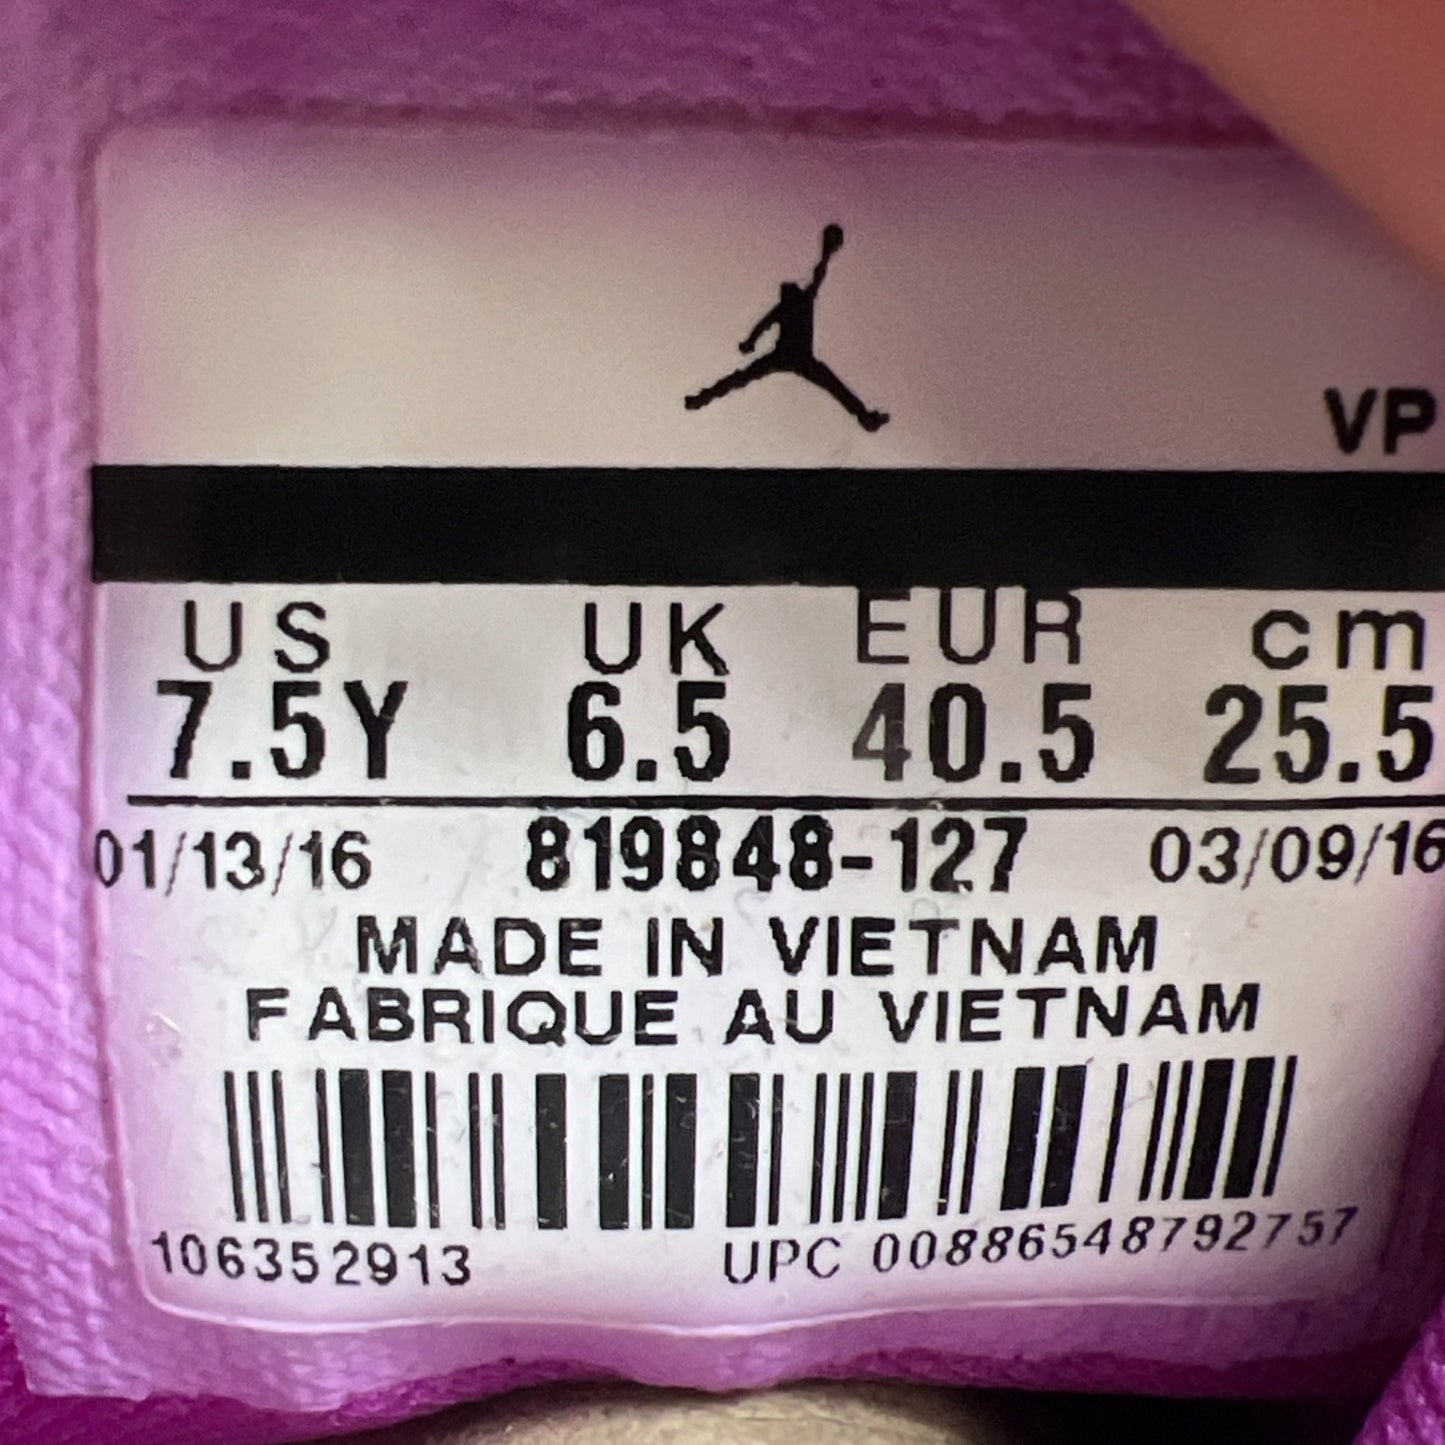 VP
US UK EUR cm
7.5Y 6.5 40.5 25.5
01/13/16 819848-127 03/09/16
MADE IN VIETNAM
FABRIQUE AU VIETNAM
106352913 UPC 00886548792757